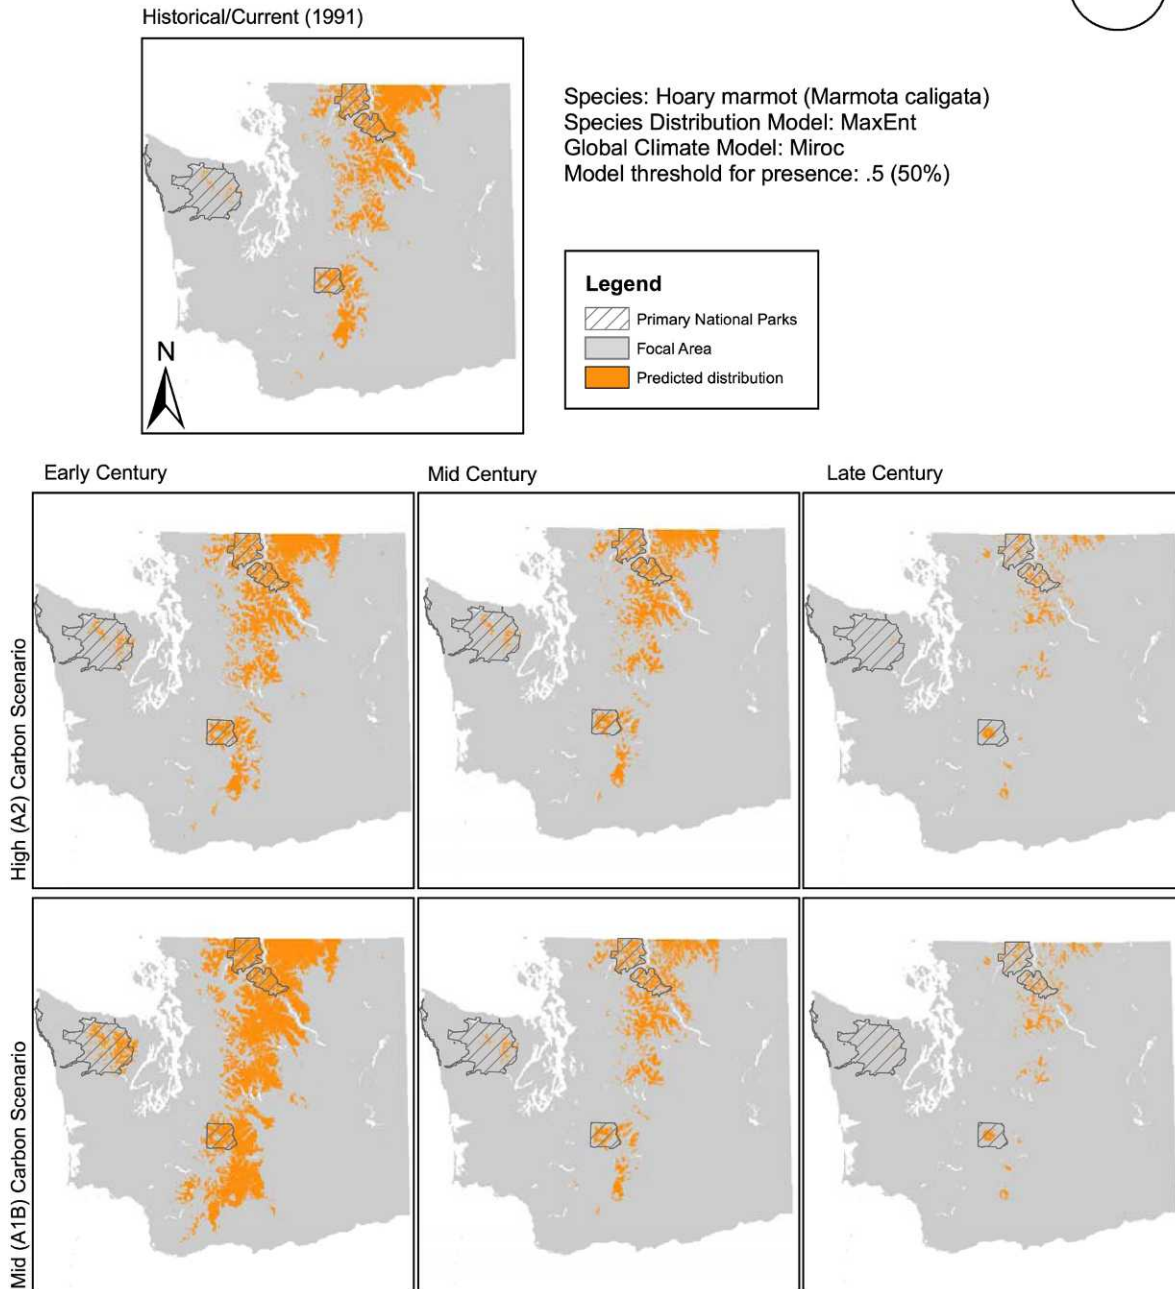 Historical/Current (1991)
Species: Hoary marmot (Marmota caligata)
Species Distribution Model: MaxEnt
Global Climate Model: Miroc
Model threshold for presence: .5 (50%)
Legend
Primary National Parks
Focal Area
Predicted distribution
N
Early Century
Mid Century
Late Century
High (A2) Carbon Scenario
Mid (A1B) Carbon Scenario